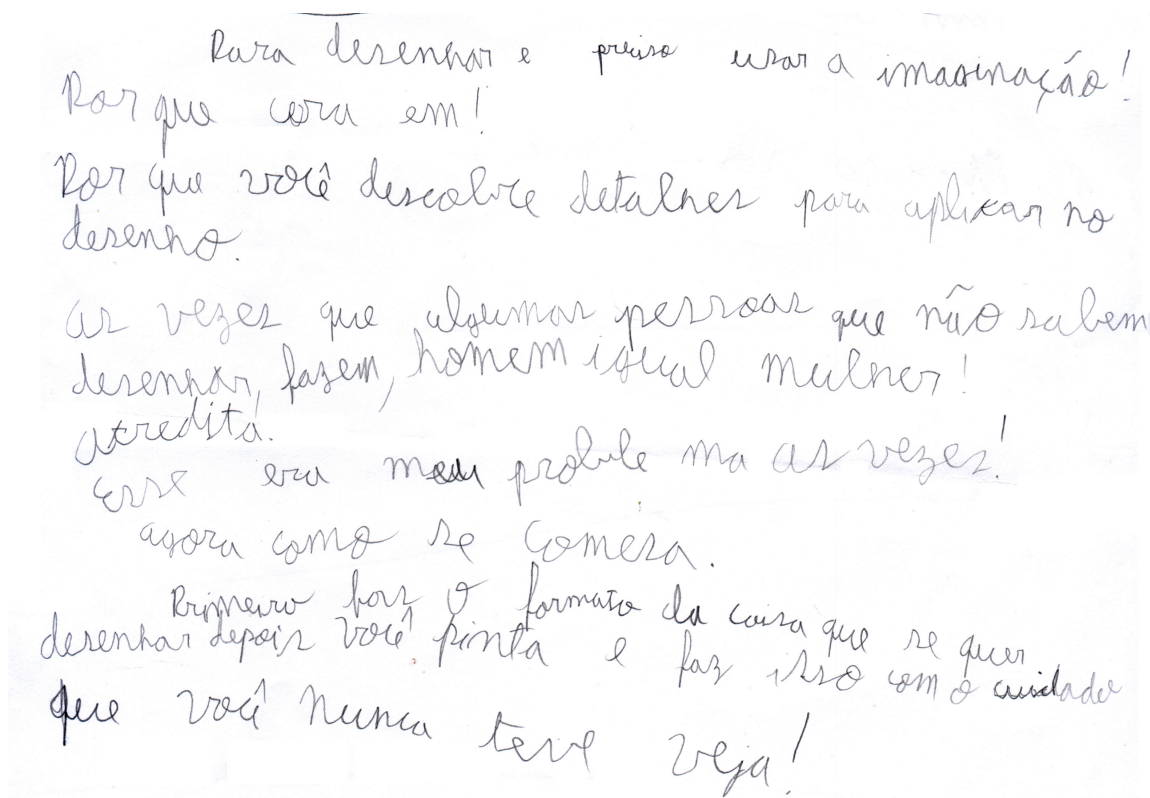 Para desenhar e preciso usar a imaginação!
Por que cora em!
Por que você descobre detalhes para aplicar no
desenho.
as vezes que algumas pessoas que não sabem
desenhar, fazem, homem igual mulher!
acredita!.
Esse era meu proble ma as vezes!
agora como se comesa.
Primeiro fas o formato da coisa que se quer
desenhar depois você pinta e faz isso com o cuidado
que você nunca teve veja!